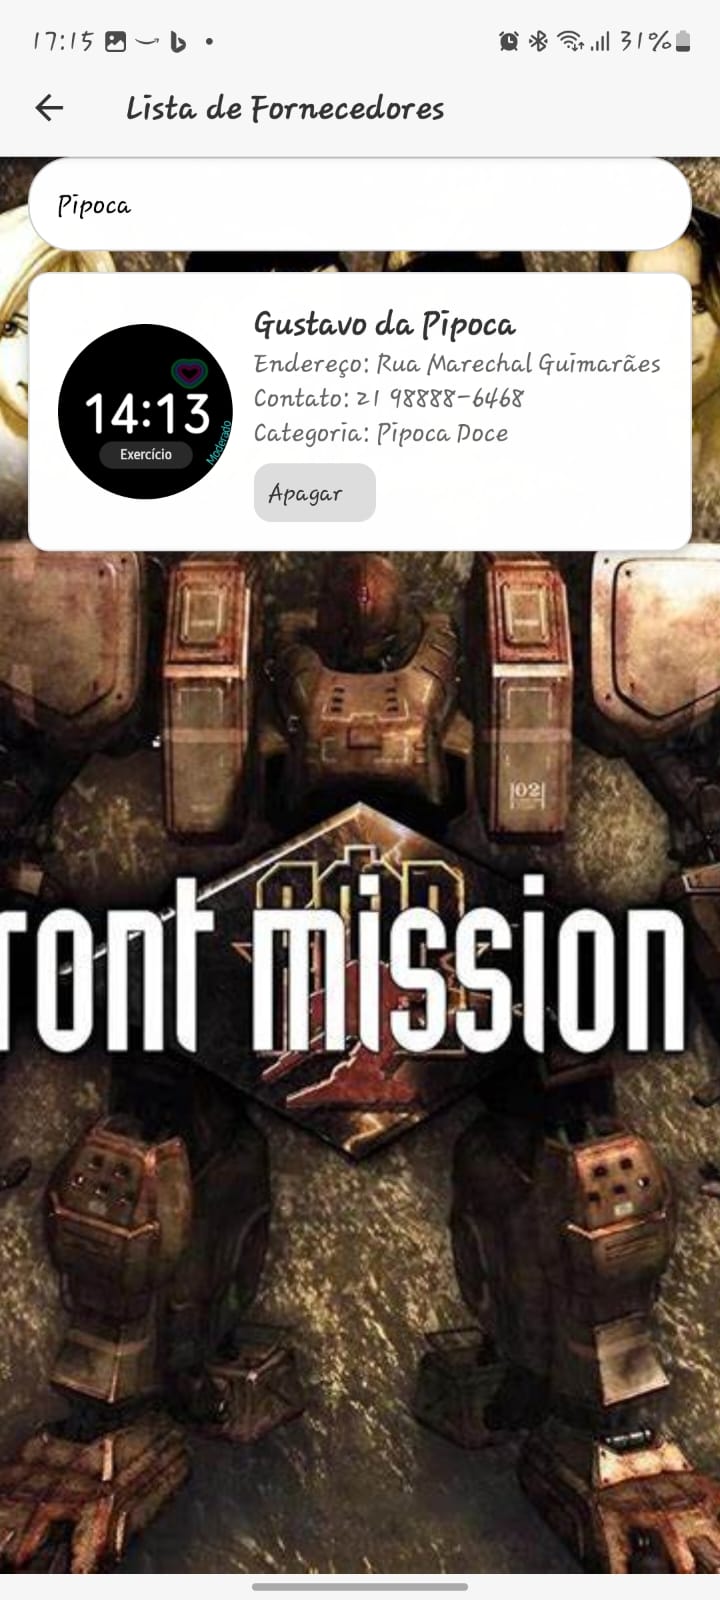 17:15
31%
Lista de Fornecedores
Pipoca
Gustavo da Pipoca
Endereço: Rua Marechal Guimarães
Contato: 21 98888-6468
Categoria: Pipoca Doce
Apagar
14:13
Exercício
Moderado
02
ront mission